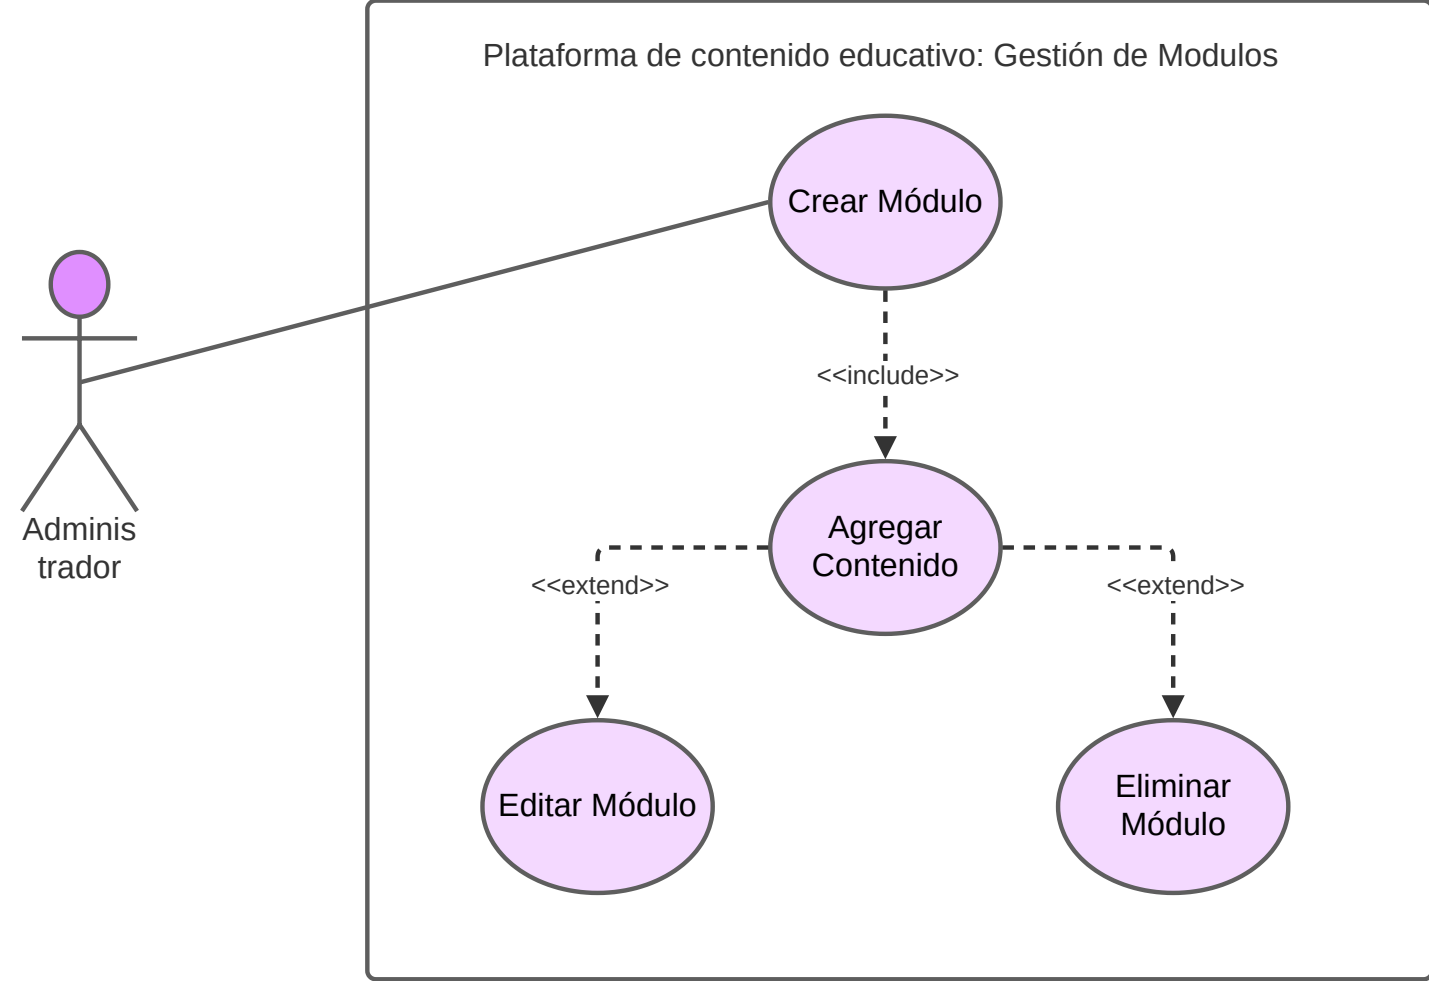 Plataforma de contenido educativo: Gestión de Modulos
Crear Módulo
<<include>>
Adminis
trador
Agregar
Contenido
<<extend>>
<<extend>>
Editar Módulo
Eliminar
Módulo